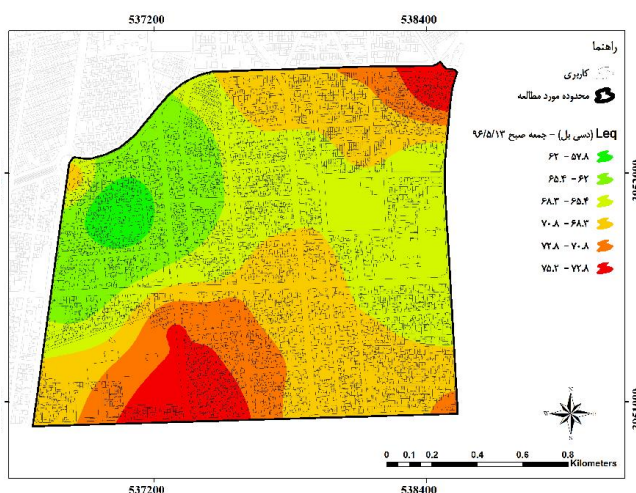 537200
538400
راهنما
کاربری
محدوده مورد مطالعه
Leq (دسی بل) - جمعه صبح ۹۶/۵/۱۳
۶۲ - ۵۷.۸
۶۵.۴ - ۶۲
۶۸.۳ - ۶۵.۴
۷۰.۸ - ۶۸.۳
۷۲.۸ - ۷۰.۸
۷۵.۲ - ۷۲.۸
N
W
E
S
0 0.1 0.2 0.4 0.6 0.8
Kilometers
537200
538400